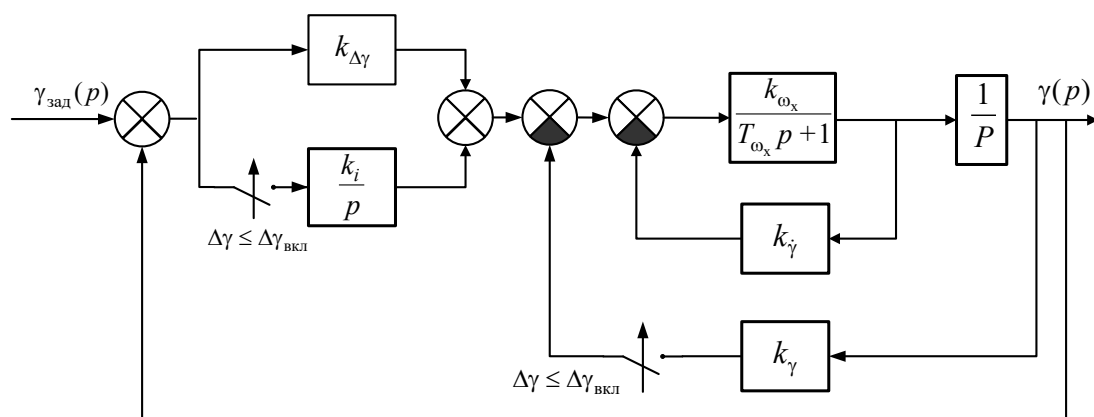 γзад(p)
kΔγ
ki
p
Δγ ≤ Δγвкл
kωx
Tωx p + 1
1
P
γ(p)
kγ̇
kγ
Δγ ≤ Δγвкл